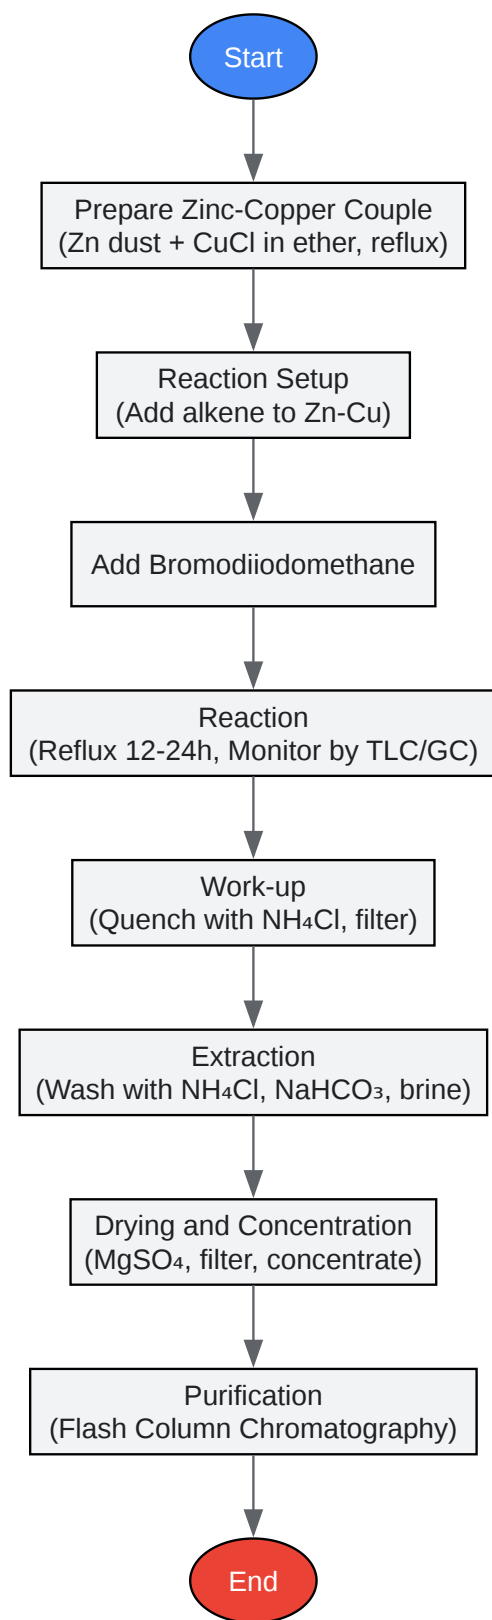 Start
Prepare Zinc-Copper Couple
(Zn dust + CuCl in ether, reflux)
Reaction Setup
(Add alkene to Zn-Cu)
Add Bromodiiodomethane
Reaction
(Reflux 12-24h, Monitor by TLC/GC)
Work-up
(Quench with NH₄Cl, filter)
Extraction
(Wash with NH₄Cl, NaHCO₃, brine)
Drying and Concentration
(MgSO₄, filter, concentrate)
Purification
(Flash Column Chromatography)
End